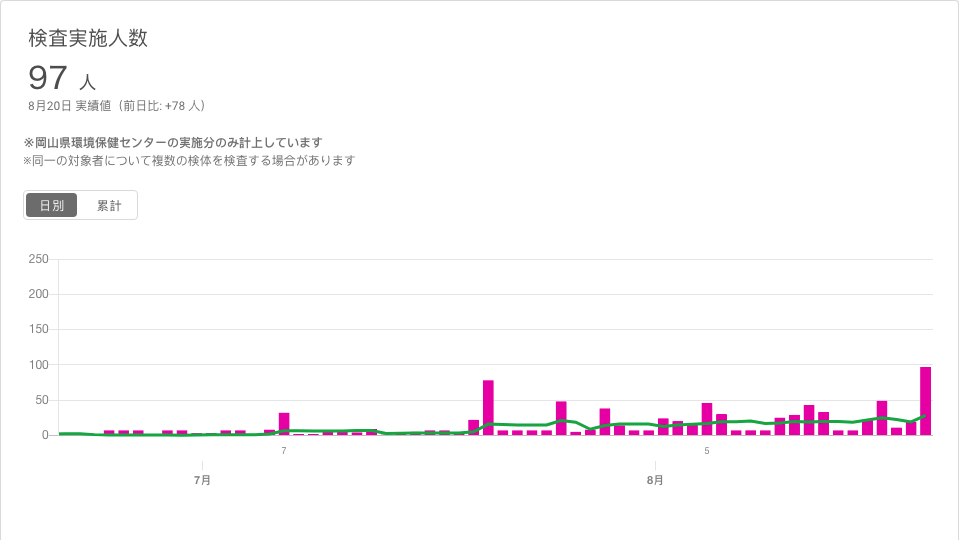 検査実施人数
97 人
8月20日 実績値（前日比: +78 人）
※岡山県環境保健センターの実施分のみ計上しています
※同一の対象者について複数の検体を検査する場合があります
日別 累計
250
200
150
100
50
0
7 5
7月 8月